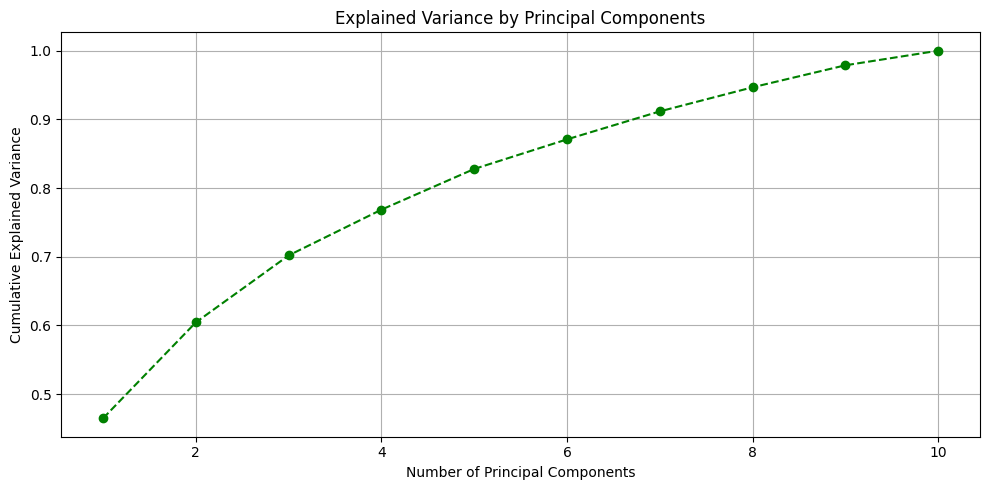 Explained Variance by Principal Components
Cumulative Explained Variance
1.0
0.9
0.8
0.7
0.6
0.5
2 4 6 8 10
Number of Principal Components